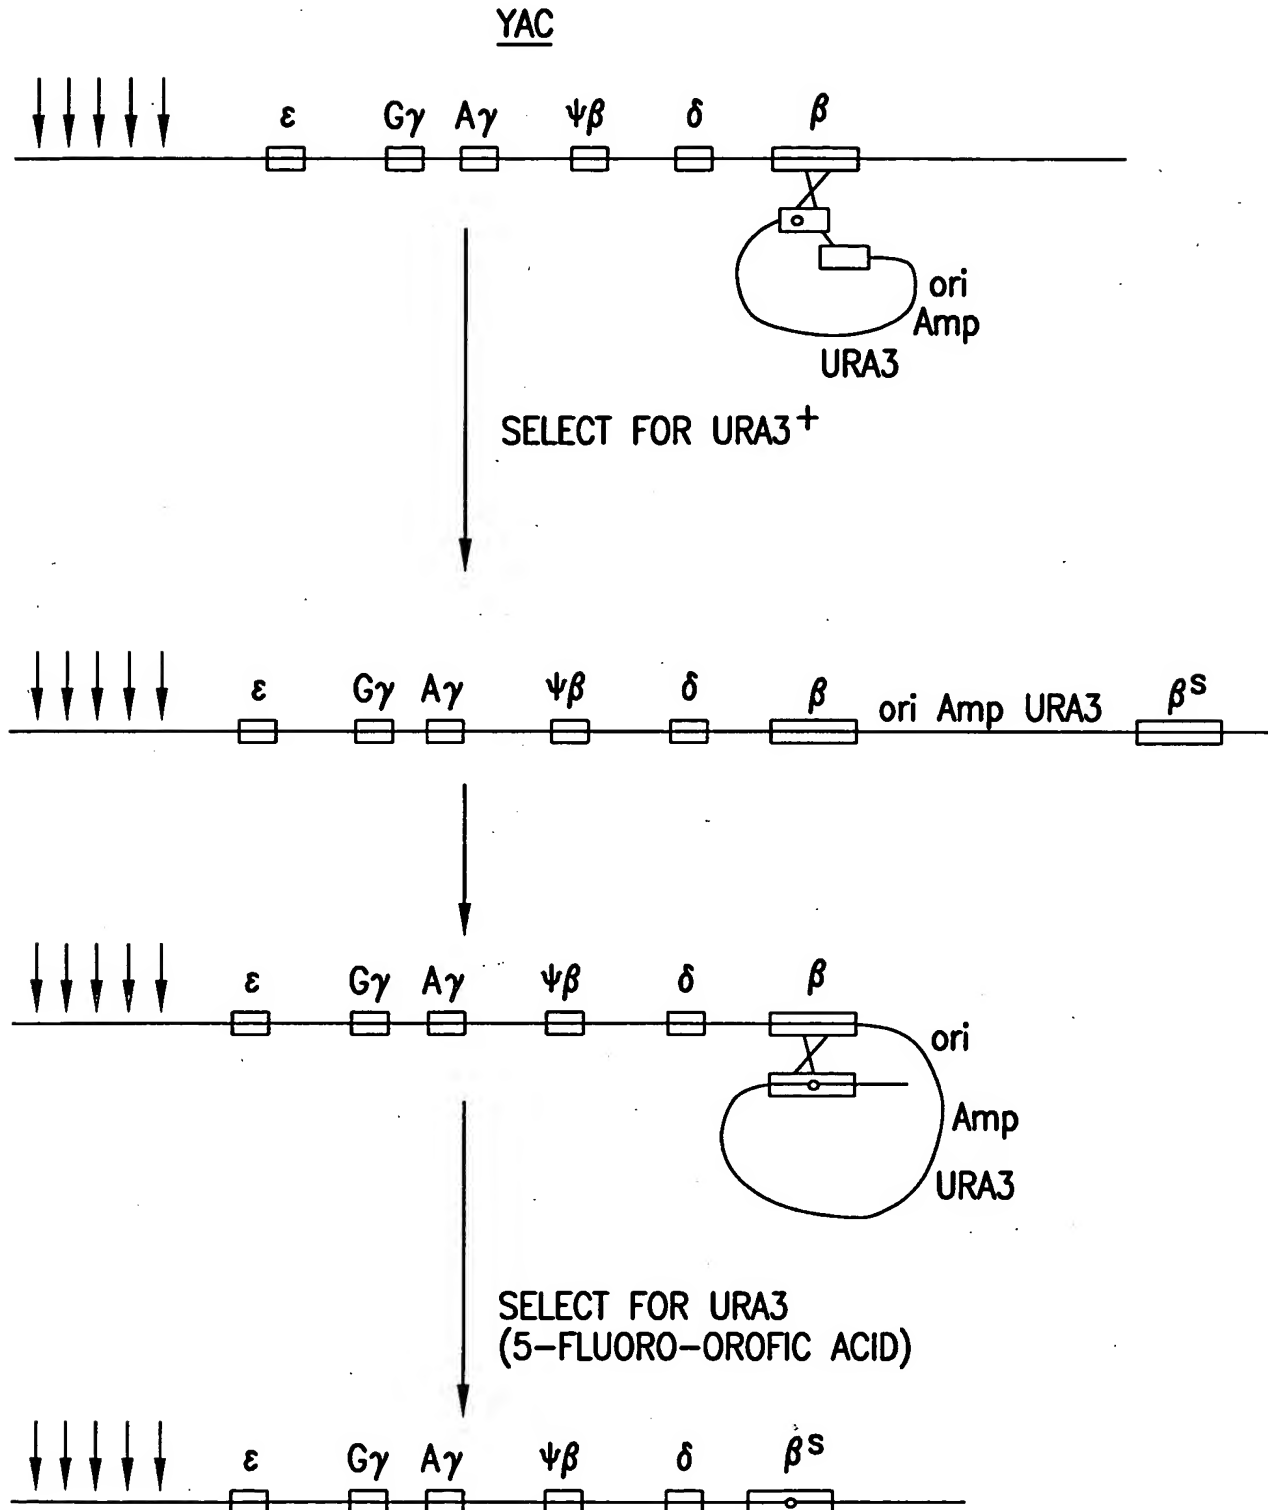 YAC
ε Gγ Aγ ψβ δ β
ori
Amp
URA3
SELECT FOR URA3+
ε Gγ Aγ ψβ δ β ori Amp URA3 βS
ε Gγ Aγ ψβ δ β
ori
Amp
URA3
SELECT FOR URA3
(5-FLUORO-OROFIC ACID)
ε Gγ Aγ ψβ δ βS